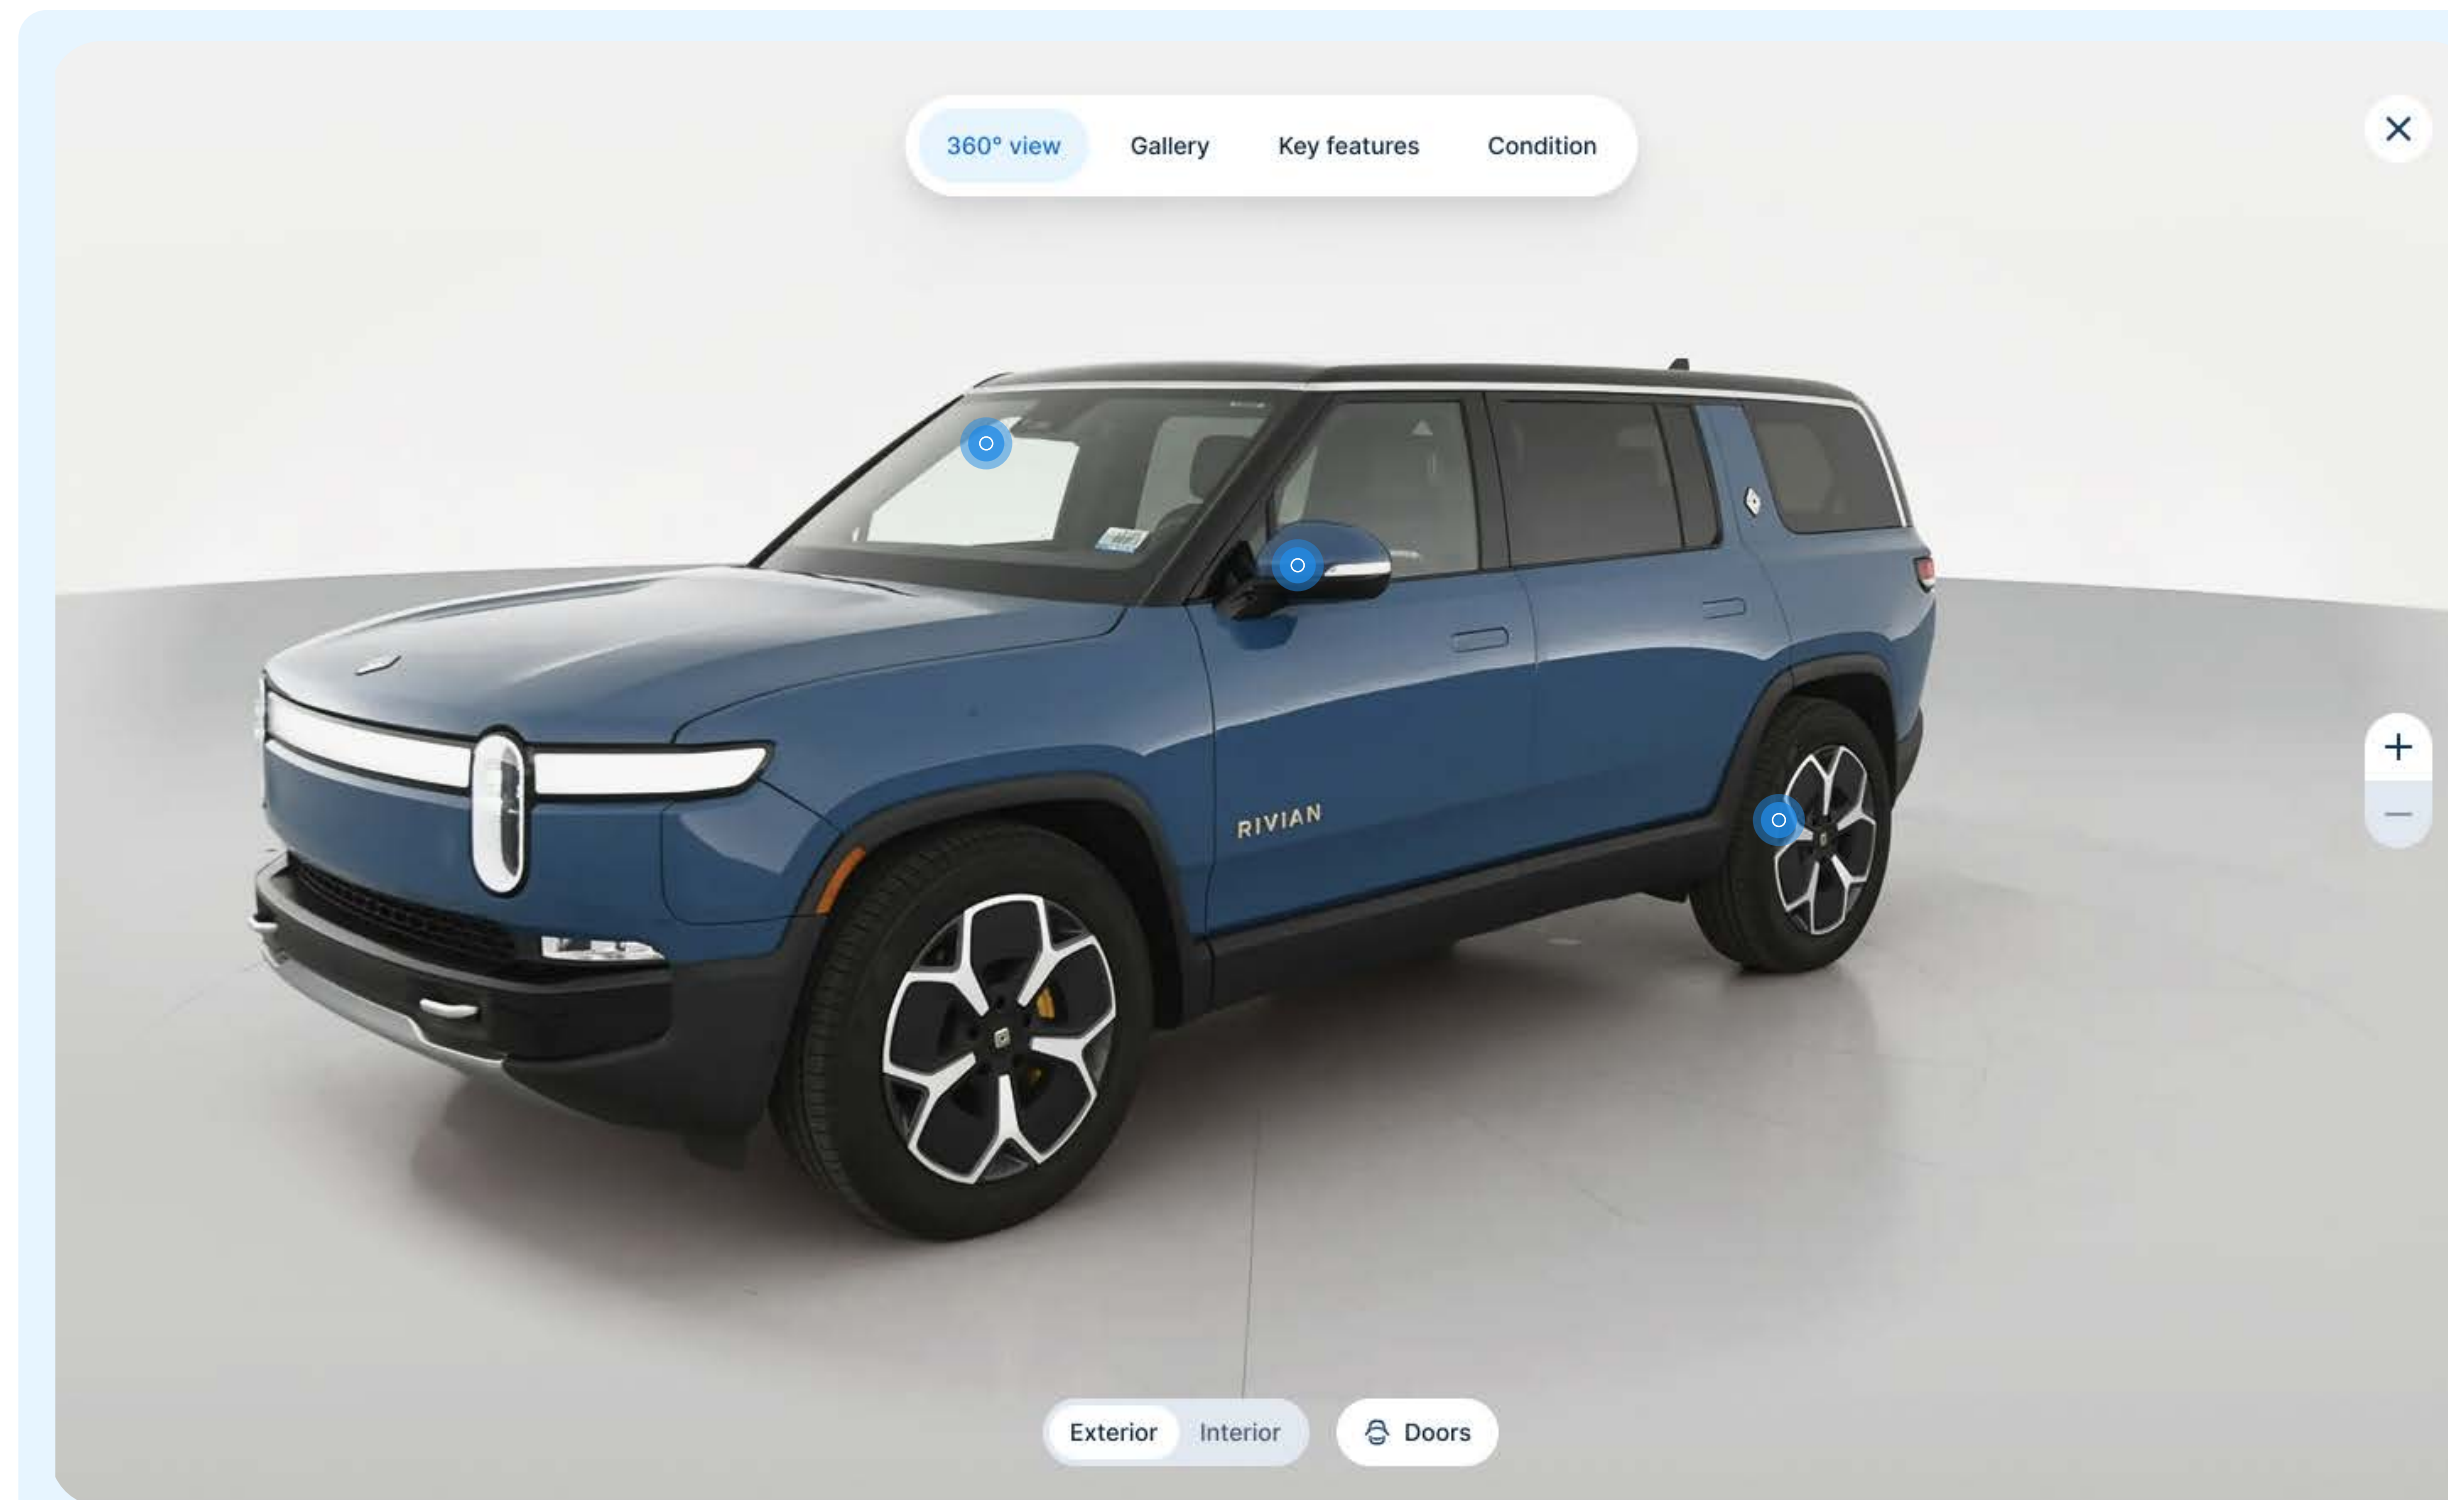 360° view Gallery Key features Condition
RIVIAN
Exterior Interior Doors